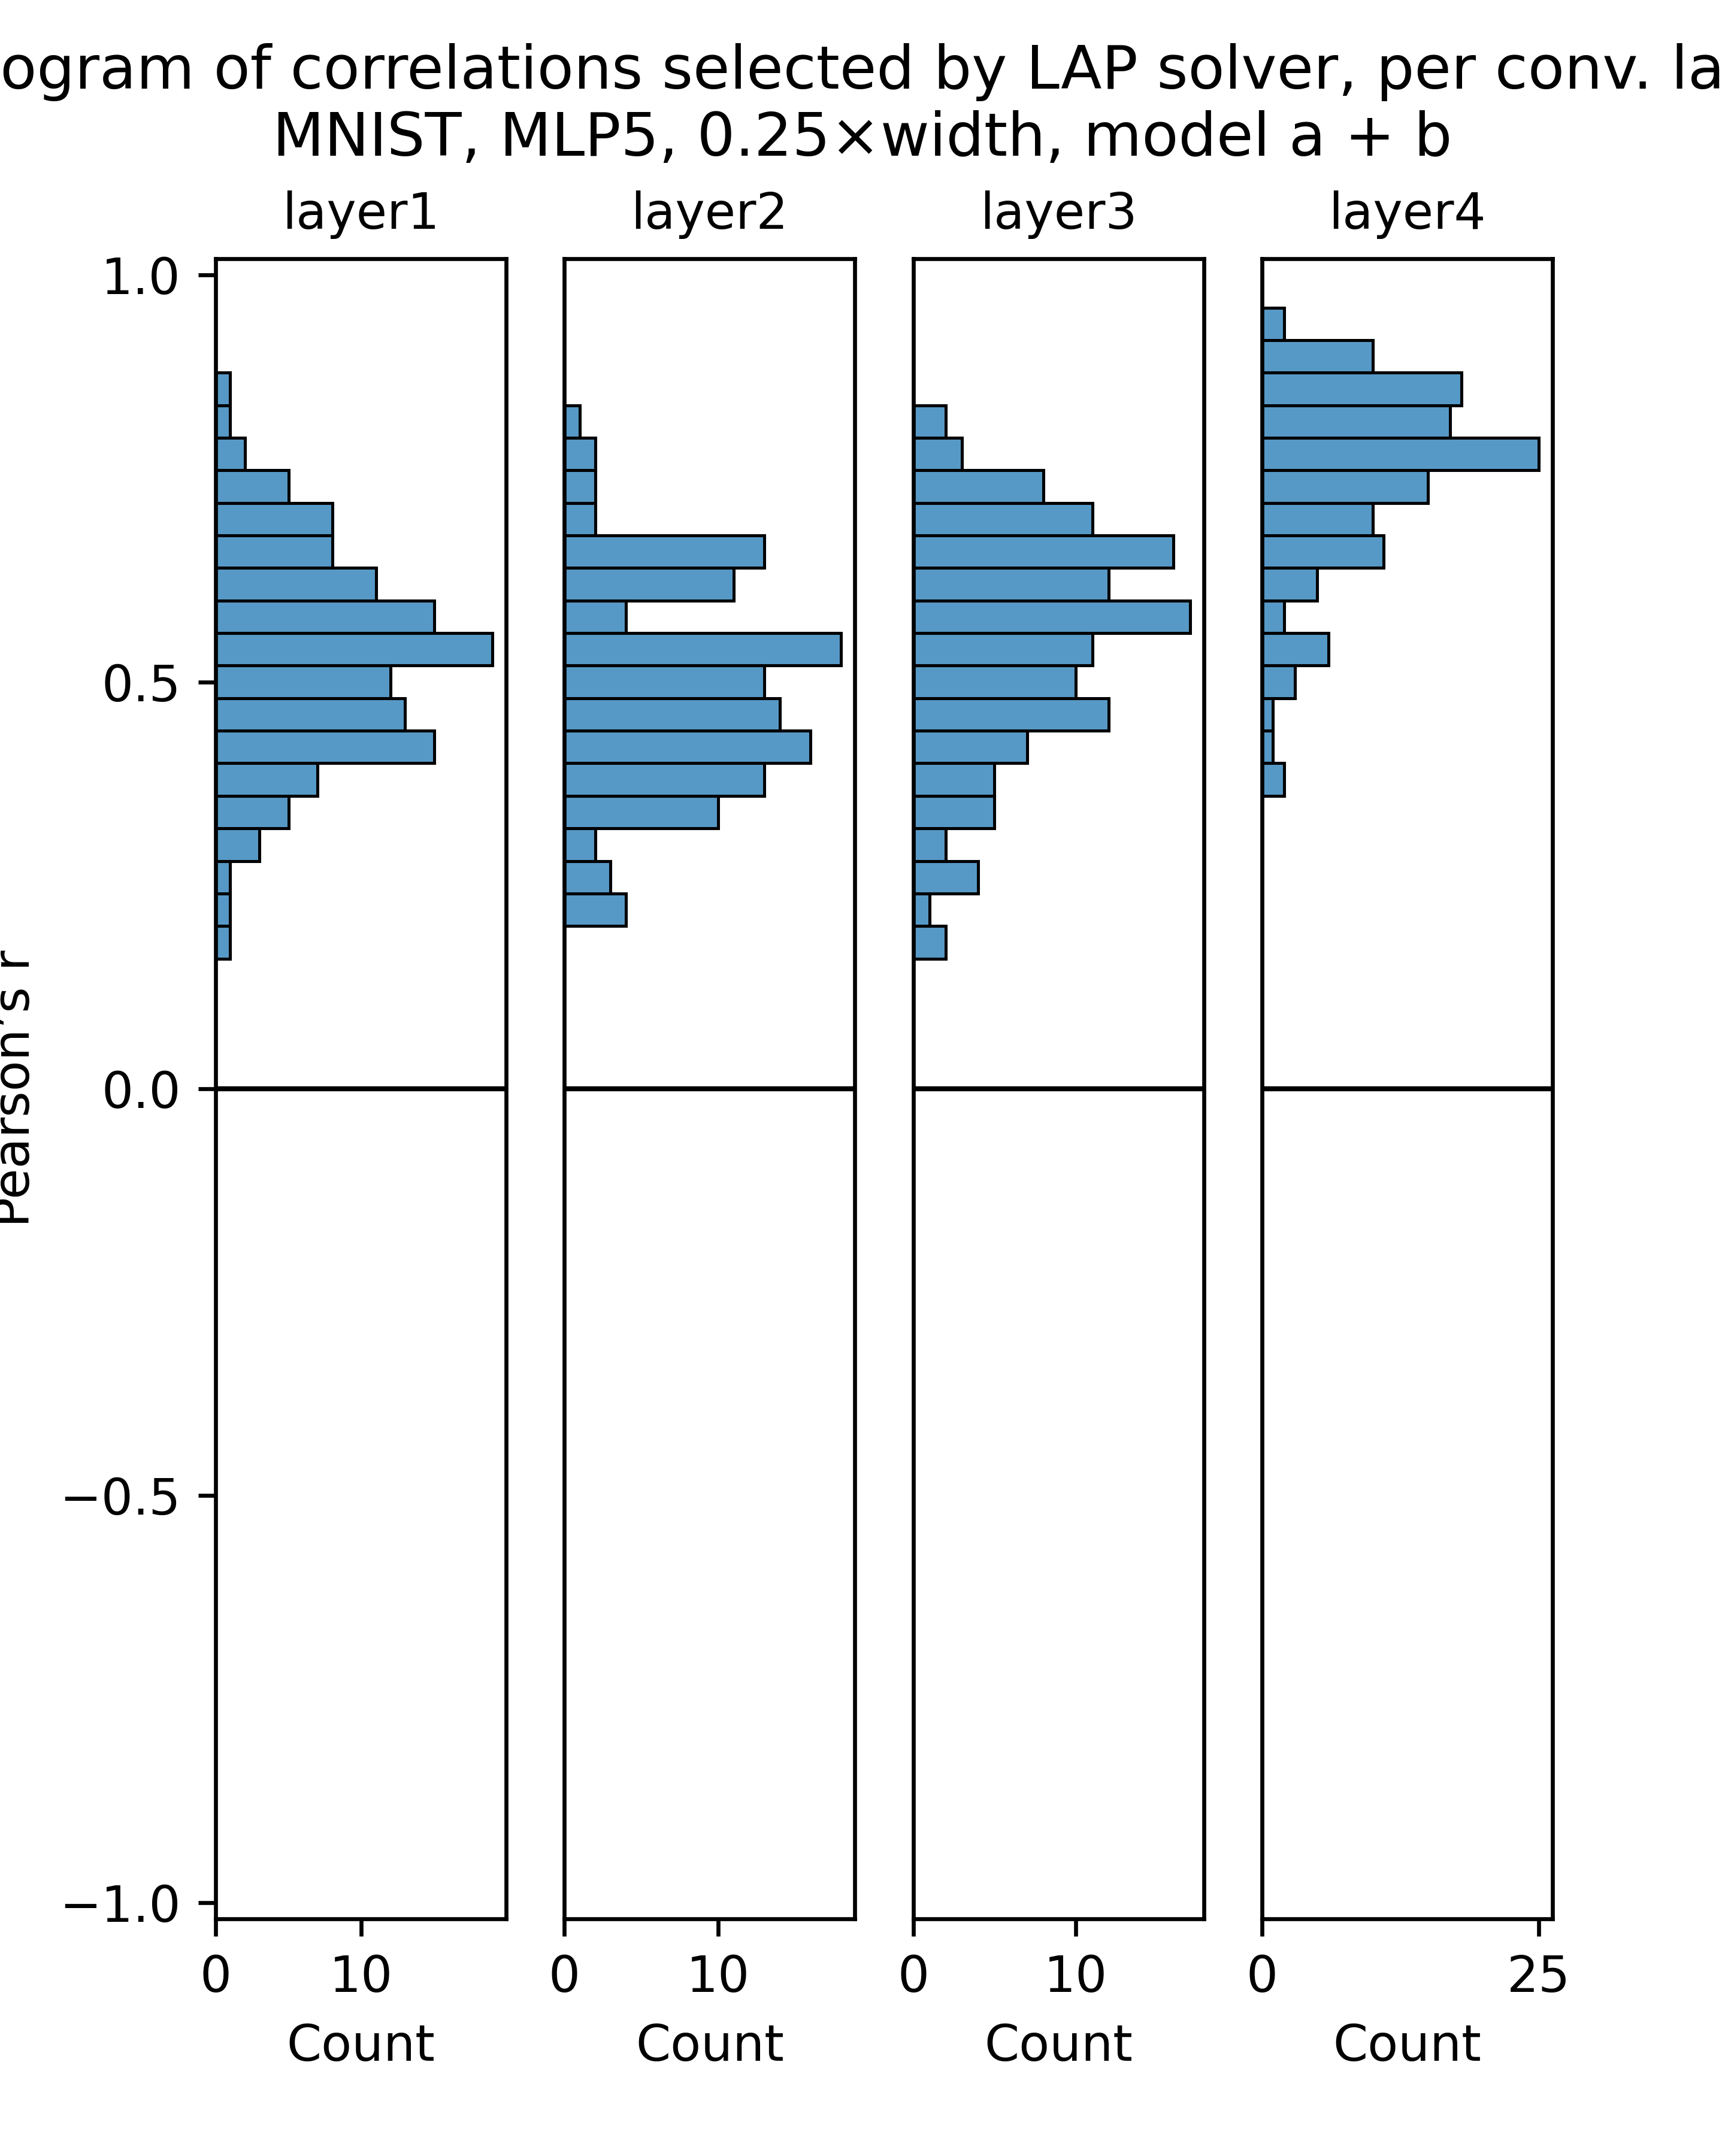 ogram of correlations selected by LAP solver, per conv. la
MNIST, MLP5, 0.25×width, model a + b
layer1 layer2 layer3 layer4
1.0
0.5
0.0
−0.5
−1.0
Pearson’s r
0 10 0 10 0 10 0 25
Count Count Count Count